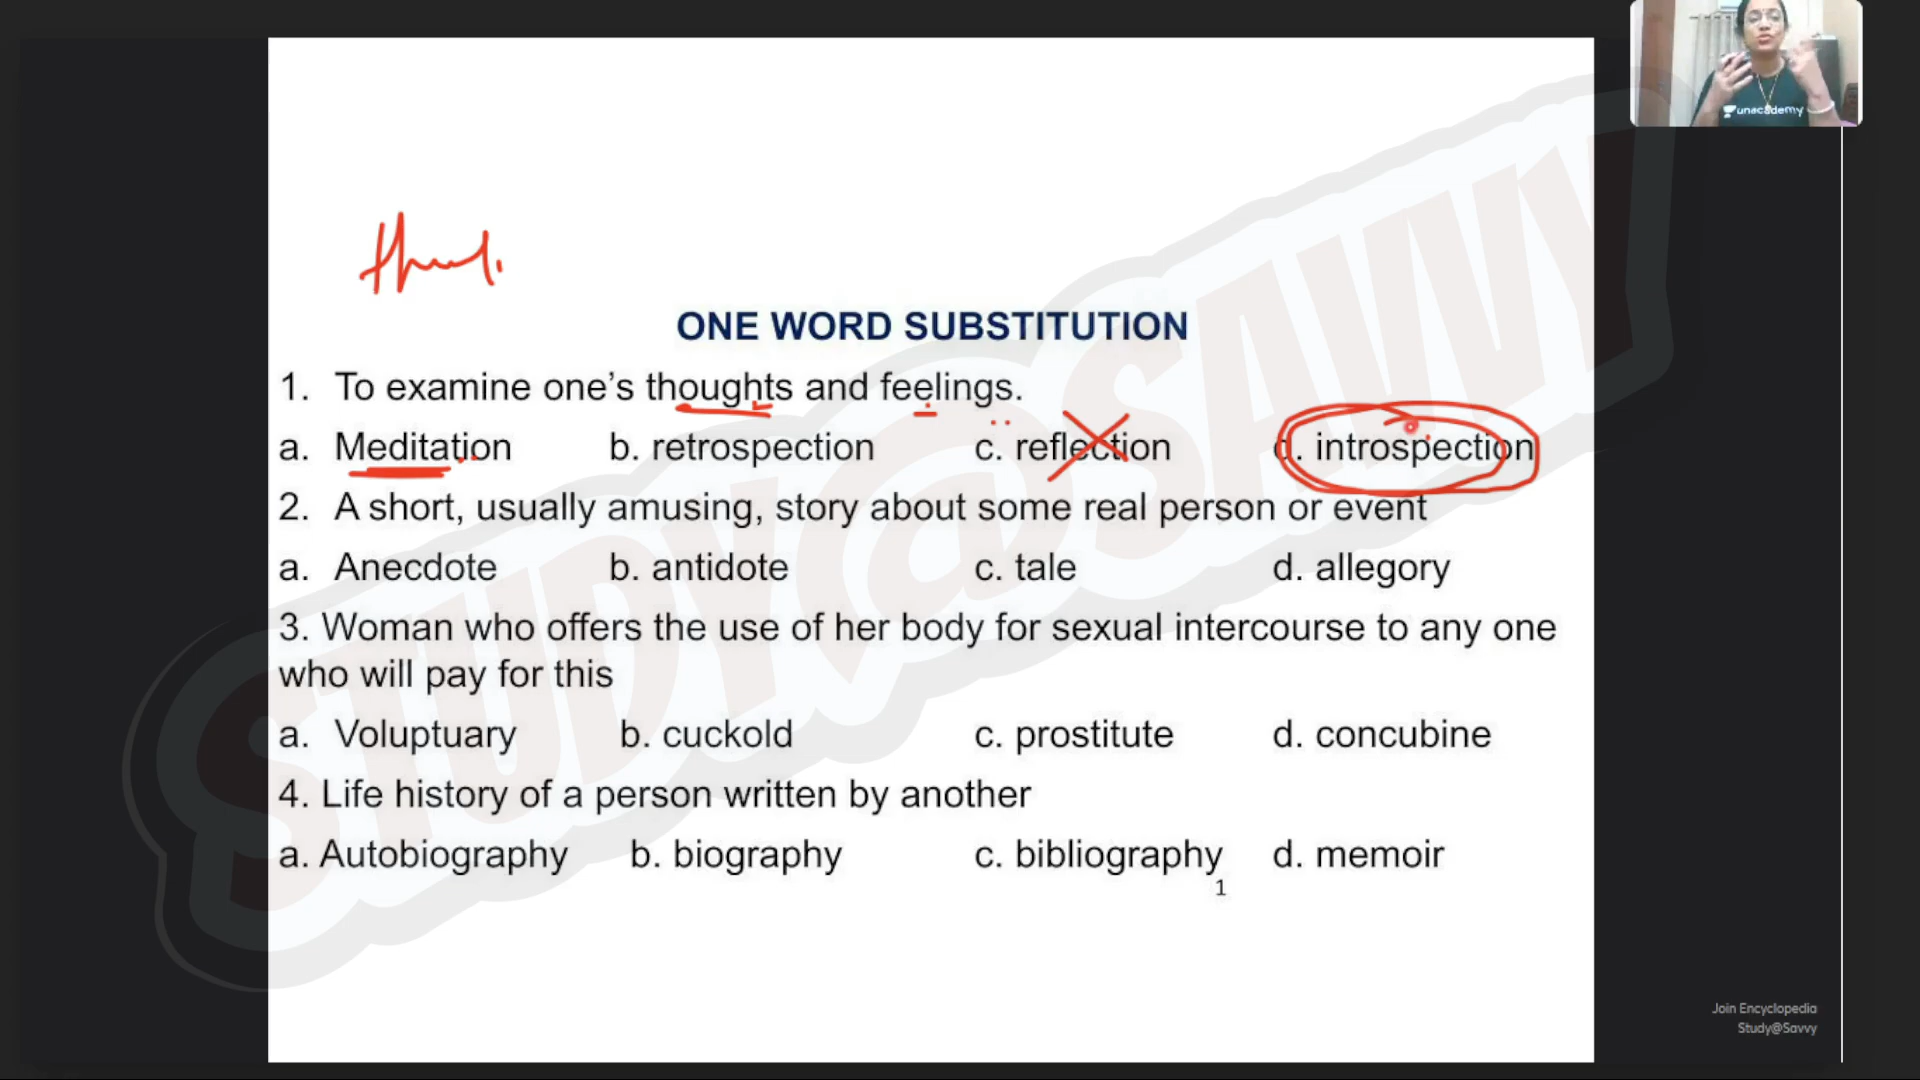 unacademy
ONE WORD SUBSTITUTION
1. To examine one’s thoughts and feelings.
a. Meditation b. retrospection c. reflection d. introspection
2. A short, usually amusing, story about some real person or event
a. Anecdote b. antidote c. tale d. allegory
3. Woman who offers the use of her body for sexual intercourse to any one
who will pay for this
a. Voluptuary b. cuckold c. prostitute d. concubine
4. Life history of a person written by another
a. Autobiography b. biography c. bibliography d. memoir
1
STUDY@SAVVY
Join Encyclopedia
Study@Savvy